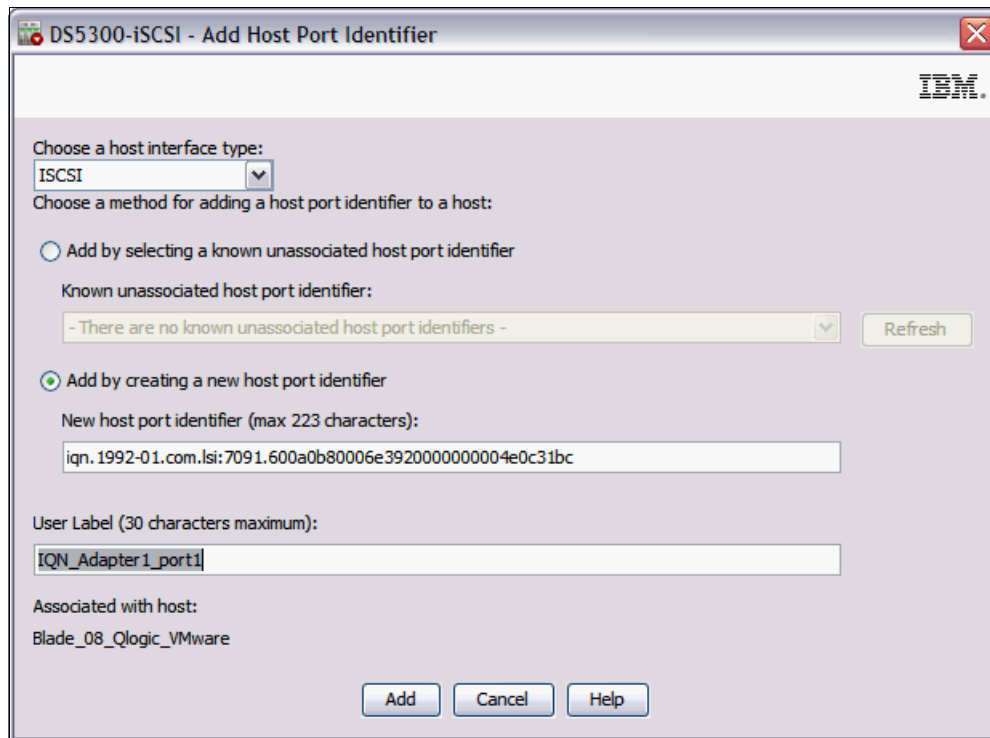 DS5300-iSCSI - Add Host Port Identifier
IBM.
Choose a host interface type:
ISCSI
Choose a method for adding a host port identifier to a host:
Add by selecting a known unassociated host port identifier
Known unassociated host port identifier:
- There are no known unassociated host port identifiers -
Refresh
Add by creating a new host port identifier
New host port identifier (max 223 characters):
iqn.1992-01.com.lsi:7091.600a0b80006e3920000000004e0c31bc
User Label (30 characters maximum):
IQN_Adapter1_port1
Associated with host:
Blade_08_Qlogic_VMware
Add Cancel Help